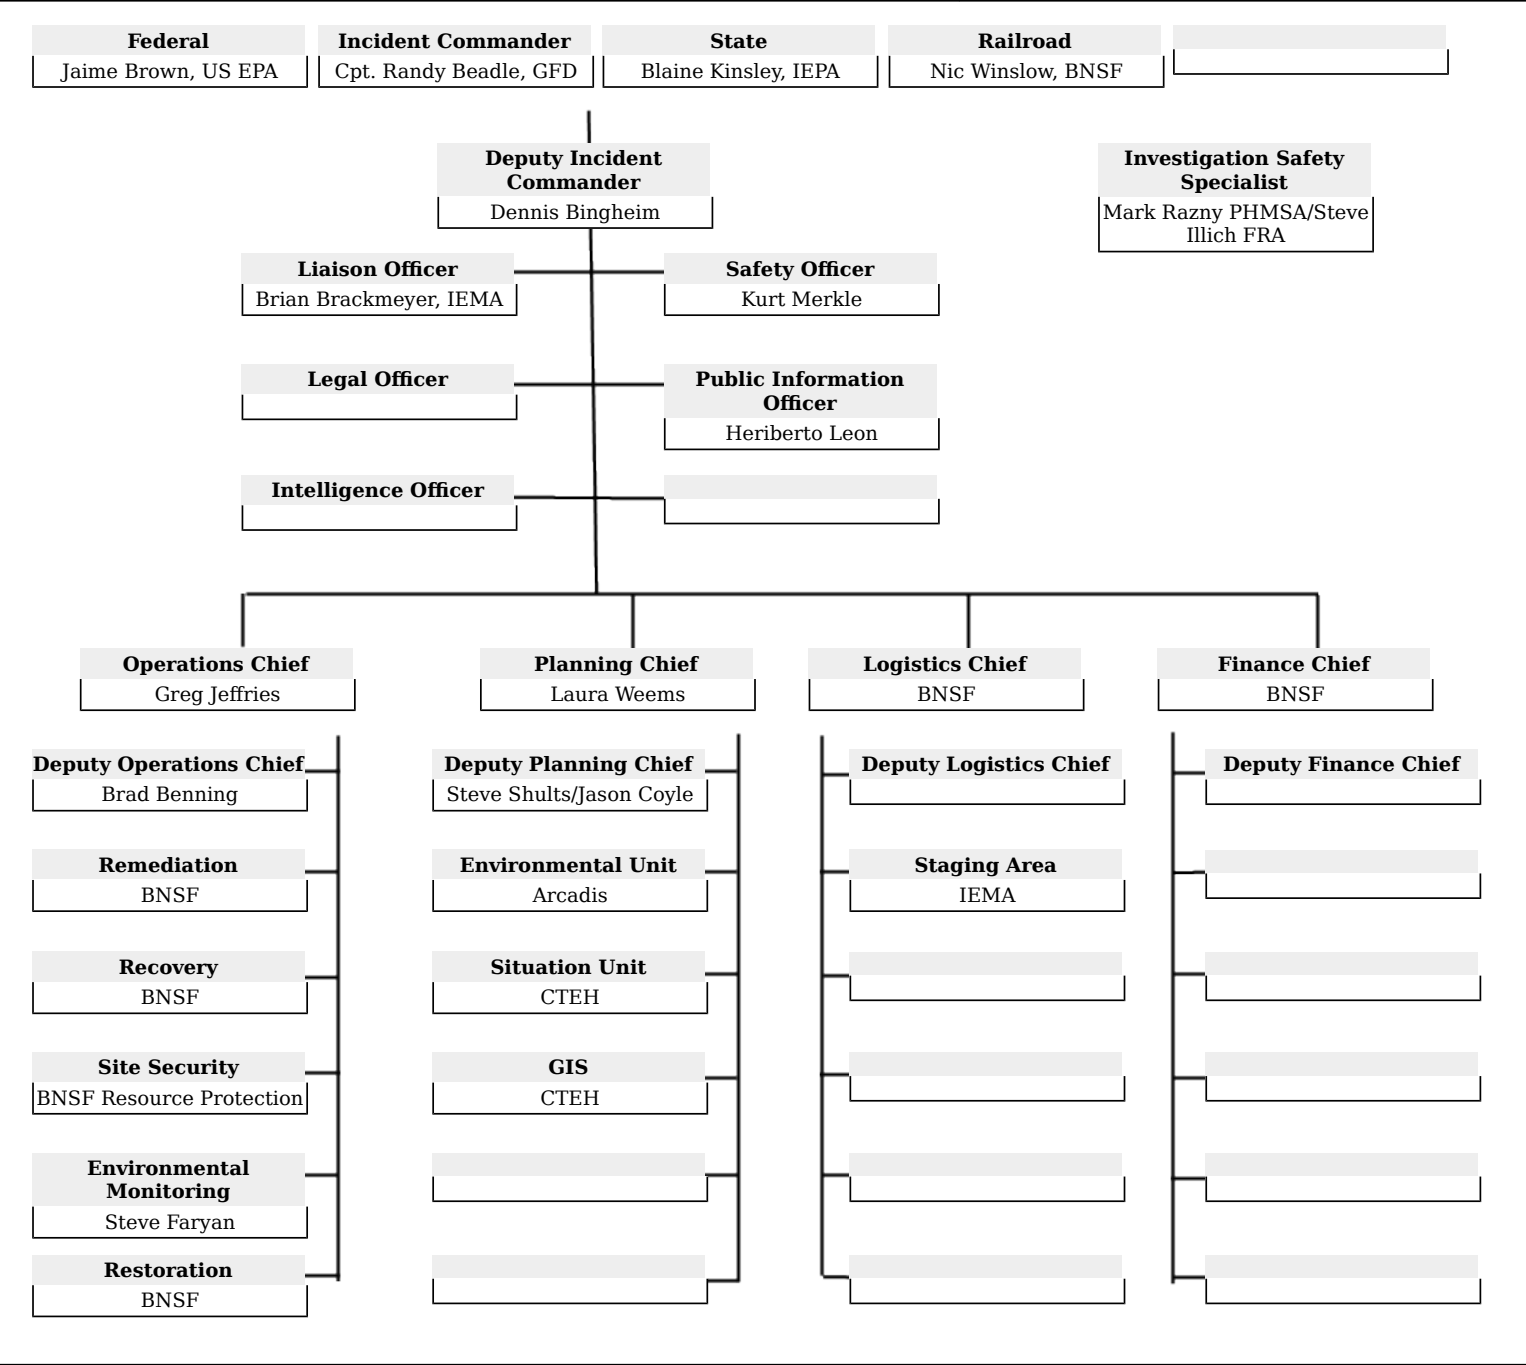 Federal
Jaime Brown, US EPA
Incident Commander
Cpt. Randy Beadle, GFD
State
Blaine Kinsley, IEPA
Railroad
Nic Winslow, BNSF
Deputy Incident
Commander
Dennis Bingheim
Investigation Safety
Specialist
Mark Razny PHMSA/Steve
Illich FRA
Liaison Officer
Brian Brackmeyer, IEMA
Safety Officer
Kurt Merkle
Legal Officer
Public Information
Officer
Heriberto Leon
Intelligence Officer
Operations Chief
Greg Jeffries
Planning Chief
Laura Weems
Logistics Chief
BNSF
Finance Chief
BNSF
Deputy Operations Chief
Brad Benning
Remediation
BNSF
Recovery
BNSF
Site Security
BNSF Resource Protection
Environmental
Monitoring
Steve Faryan
Restoration
BNSF
Deputy Planning Chief
Steve Shults/Jason Coyle
Environmental Unit
Arcadis
Situation Unit
CTEH
GIS
CTEH
Deputy Logistics Chief
Staging Area
IEMA
Deputy Finance Chief